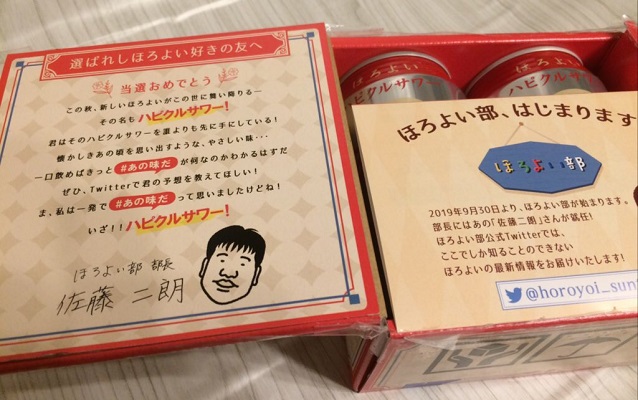 選ばれしほろよい好きの友へ
当選おめでとう
この秋、新しいほろよいがこの世に舞い降りる―
その名もハピクルサワー!
君はそのハピクルサワーを誰よりも先に手にしている!
懐かしきあの頃を思い出すような、やさしい味・・・
一口飲めばきっと#あの味だが何なのかわかるはずだ
ぜひ、Twitterで君の予想を教えてほしい!
ま、私は一発で#あの味だって思いましたけどね!
いざ!!ハピクルサワー!
ほろよい部 部長
佐藤 二朗
ほろよい
ハピクルサワー
ほろよい
ハピクルサワー
ほろよい部、はじまります
ほろよい部
2019年9月30日より、ほろよい部が始まります。
部長にはあの「佐藤二朗」さんが就任!
ほろよい部公式Twitterでは、
ここでしか知ることのできない
ほろよいの最新情報をお届けいたします!
@horoyoi_sun